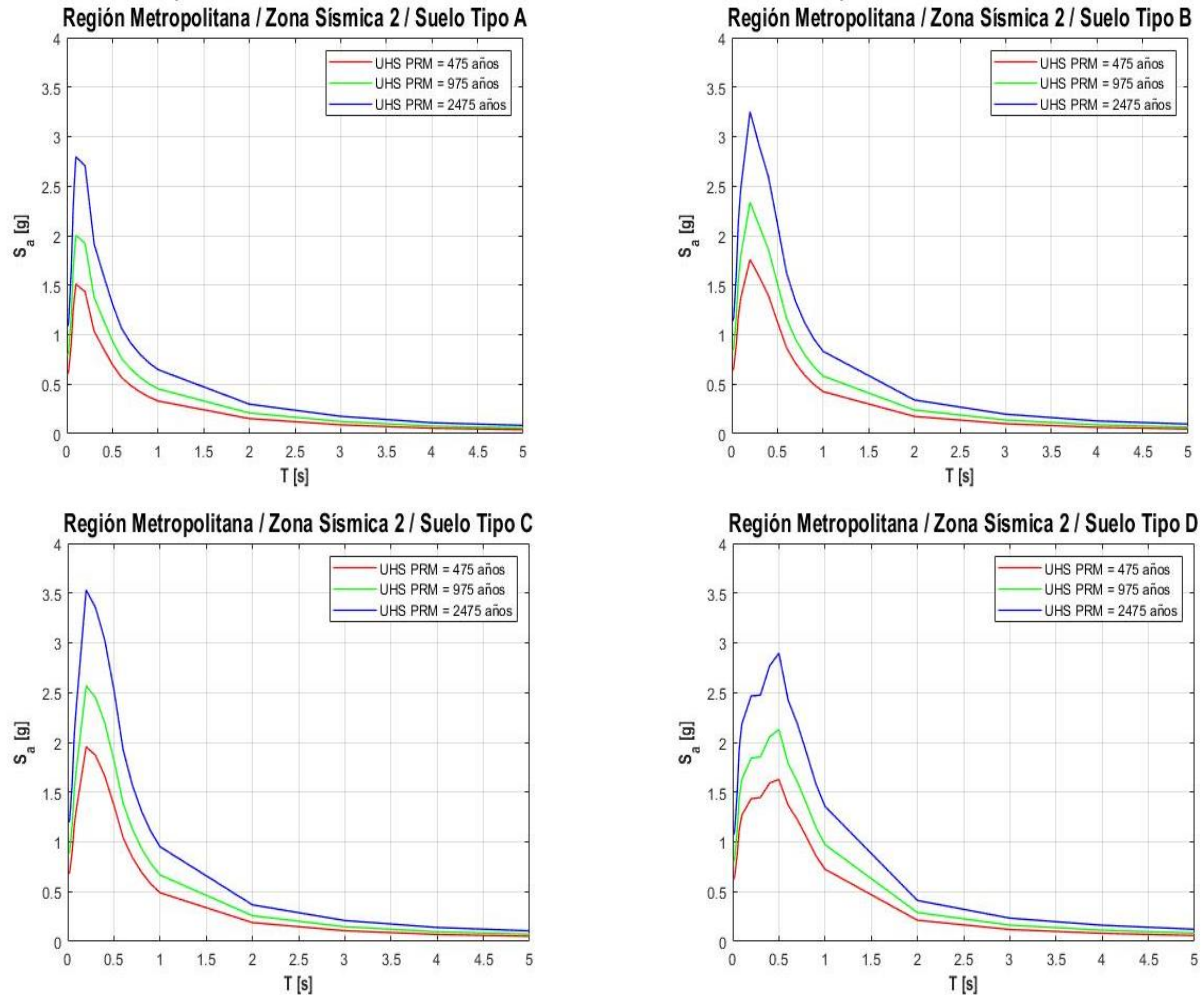 Región Metropolitana / Zona Sísmica 2 / Suelo Tipo A
4
3.5
3
2.5
2
1.5
1
0.5
0
S a [g]
UHS PRM = 475 años
UHS PRM = 975 años
UHS PRM = 2475 años
0 0.5 1 1.5 2 2.5 3 3.5 4 4.5 5
T [s]
Región Metropolitana / Zona Sísmica 2 / Suelo Tipo B
4
3.5
3
2.5
2
1.5
1
0.5
0
S a [g]
UHS PRM = 475 años
UHS PRM = 975 años
UHS PRM = 2475 años
0 0.5 1 1.5 2 2.5 3 3.5 4 4.5 5
T [s]
Región Metropolitana / Zona Sísmica 2 / Suelo Tipo C
4
3.5
3
2.5
2
1.5
1
0.5
0
S a [g]
UHS PRM = 475 años
UHS PRM = 975 años
UHS PRM = 2475 años
0 0.5 1 1.5 2 2.5 3 3.5 4 4.5 5
T [s]
Región Metropolitana / Zona Sísmica 2 / Suelo Tipo D
4
3.5
3
2.5
2
1.5
1
0.5
0
S a [g]
UHS PRM = 475 años
UHS PRM = 975 años
UHS PRM = 2475 años
0 0.5 1 1.5 2 2.5 3 3.5 4 4.5 5
T [s]